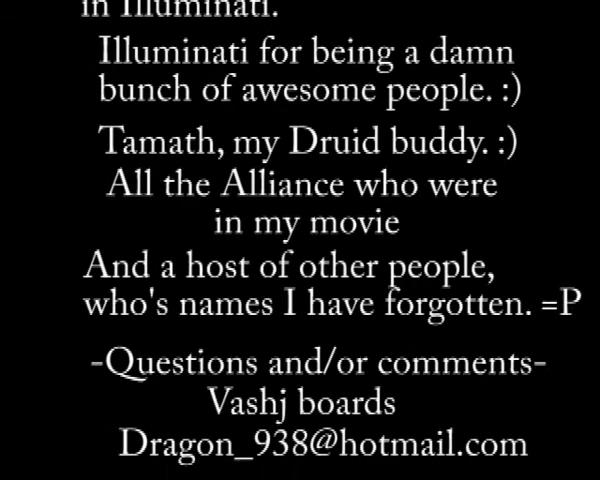 in Illuminati.
Illuminati for being a damn
bunch of awesome people. :)
Tamath, my Druid buddy. :)
All the Alliance who were
in my movie
And a host of other people,
who's names I have forgotten. =P
-Questions and/or comments-
Vashj boards
Dragon_938@hotmail.com